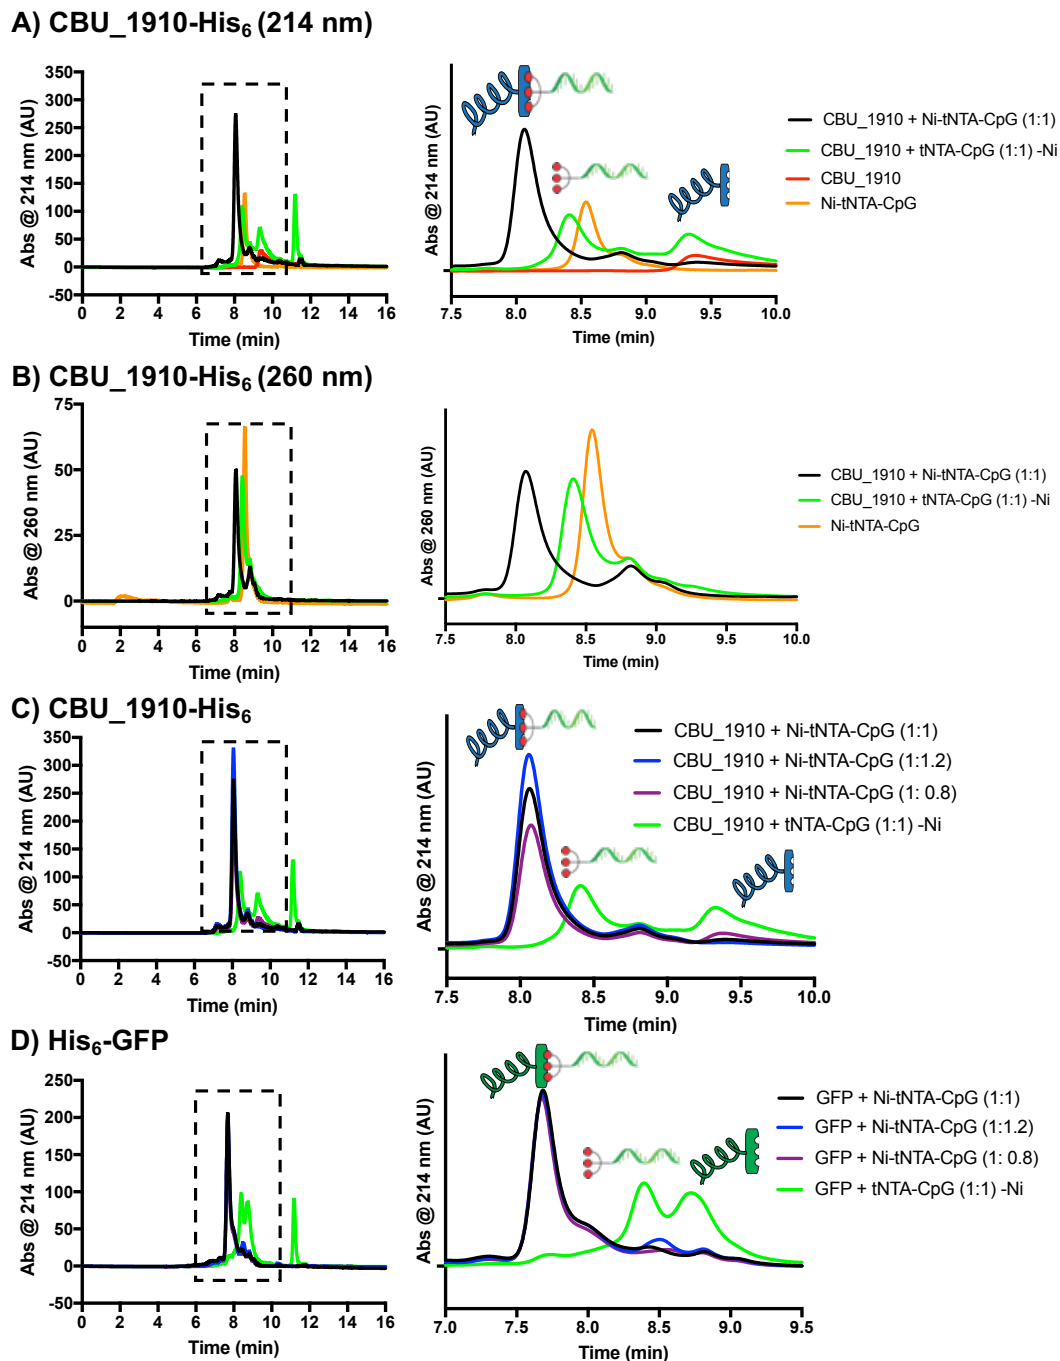 A) CBU_1910-His6 (214 nm)
Abs @ 214 nm (AU)
350
300
250
200
150
100
50
0
-50
0 2 4 6 8 10 12 14 16
Time (min)
Abs @ 214 nm (AU)
7.5 8.0 8.5 9.0 9.5 10.0
Time (min)
CBU_1910 + Ni-tNTA-CpG (1:1)
CBU_1910 + tNTA-CpG (1:1) -Ni
CBU_1910
Ni-tNTA-CpG
B) CBU_1910-His6 (260 nm)
Abs @ 260 nm (AU)
75
50
25
0
0 2 4 6 8 10 12 14 16
Time (min)
Abs @ 260 nm (AU)
7.5 8.0 8.5 9.0 9.5 10.0
Time (min)
CBU_1910 + Ni-tNTA-CpG (1:1)
CBU_1910 + tNTA-CpG (1:1) -Ni
Ni-tNTA-CpG
C) CBU_1910-His6
Abs @ 214 nm (AU)
350
300
250
200
150
100
50
0
-50
0 2 4 6 8 10 12 14 16
Time (min)
Abs @ 214 nm (AU)
7.5 8.0 8.5 9.0 9.5 10.0
Time (min)
CBU_1910 + Ni-tNTA-CpG (1:1)
CBU_1910 + Ni-tNTA-CpG (1:1.2)
CBU_1910 + Ni-tNTA-CpG (1: 0.8)
CBU_1910 + tNTA-CpG (1:1) -Ni
D) His6-GFP
Abs @ 214 nm (AU)
250
200
150
100
50
0
-50
0 2 4 6 8 10 12 14 16
Time (min)
Abs @ 214 nm (AU)
7.0 7.5 8.0 8.5 9.0 9.5
Time (min)
GFP + Ni-tNTA-CpG (1:1)
GFP + Ni-tNTA-CpG (1:1.2)
GFP + Ni-tNTA-CpG (1: 0.8)
GFP + tNTA-CpG (1:1) -Ni